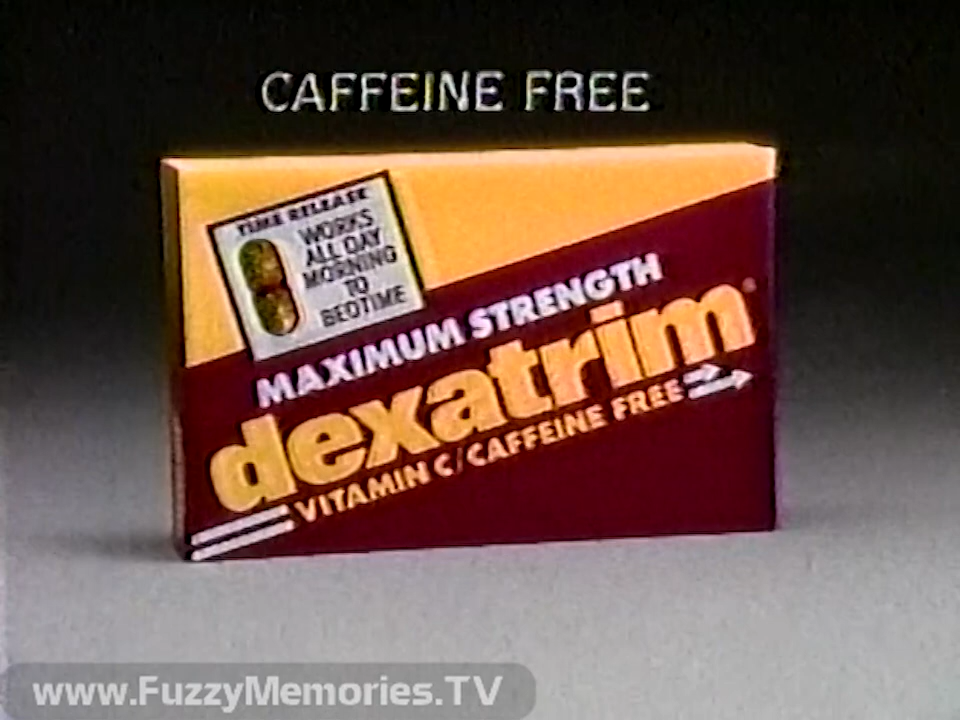 CAFFEINE FREE
TIME RELEASE
WORKS
ALL DAY
MORNING
TO
BEDTIME
MAXIMUM STRENGTH
dexatrim®
VITAMIN C/CAFFEINE FREE
www.FuzzyMemories.TV